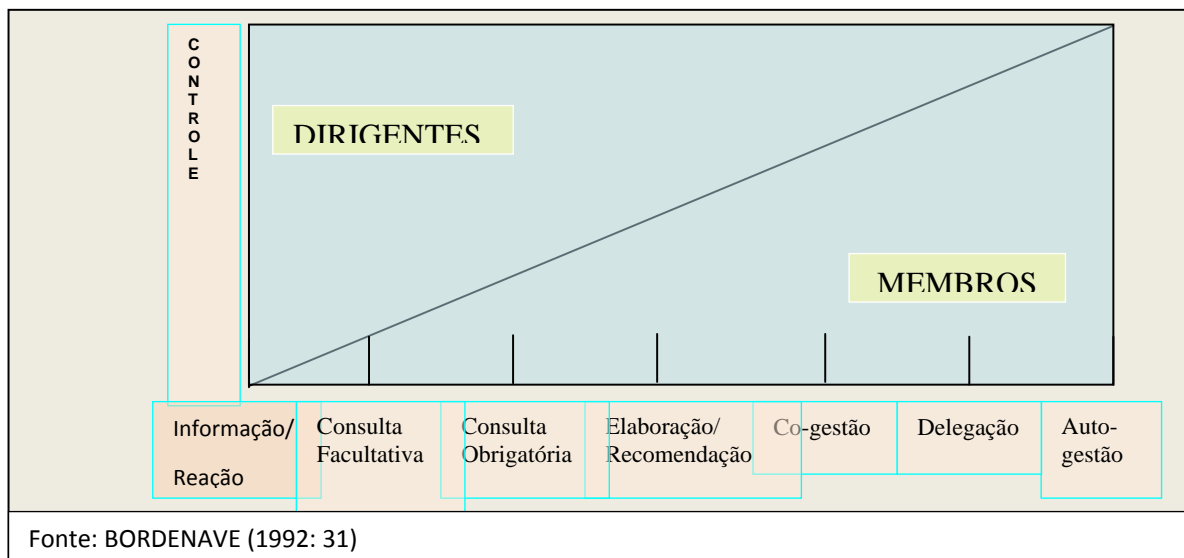 C
O
N
T
R
O
L
E
DIRIGENTES
MEMBROS
Informação/
Reação
Consulta
Facultativa
Consulta
Obrigatória
Elaboração/
Recomendação
Co-gestão
Delegação
Auto-
gestão
Fonte: BORDENAVE (1992: 31)